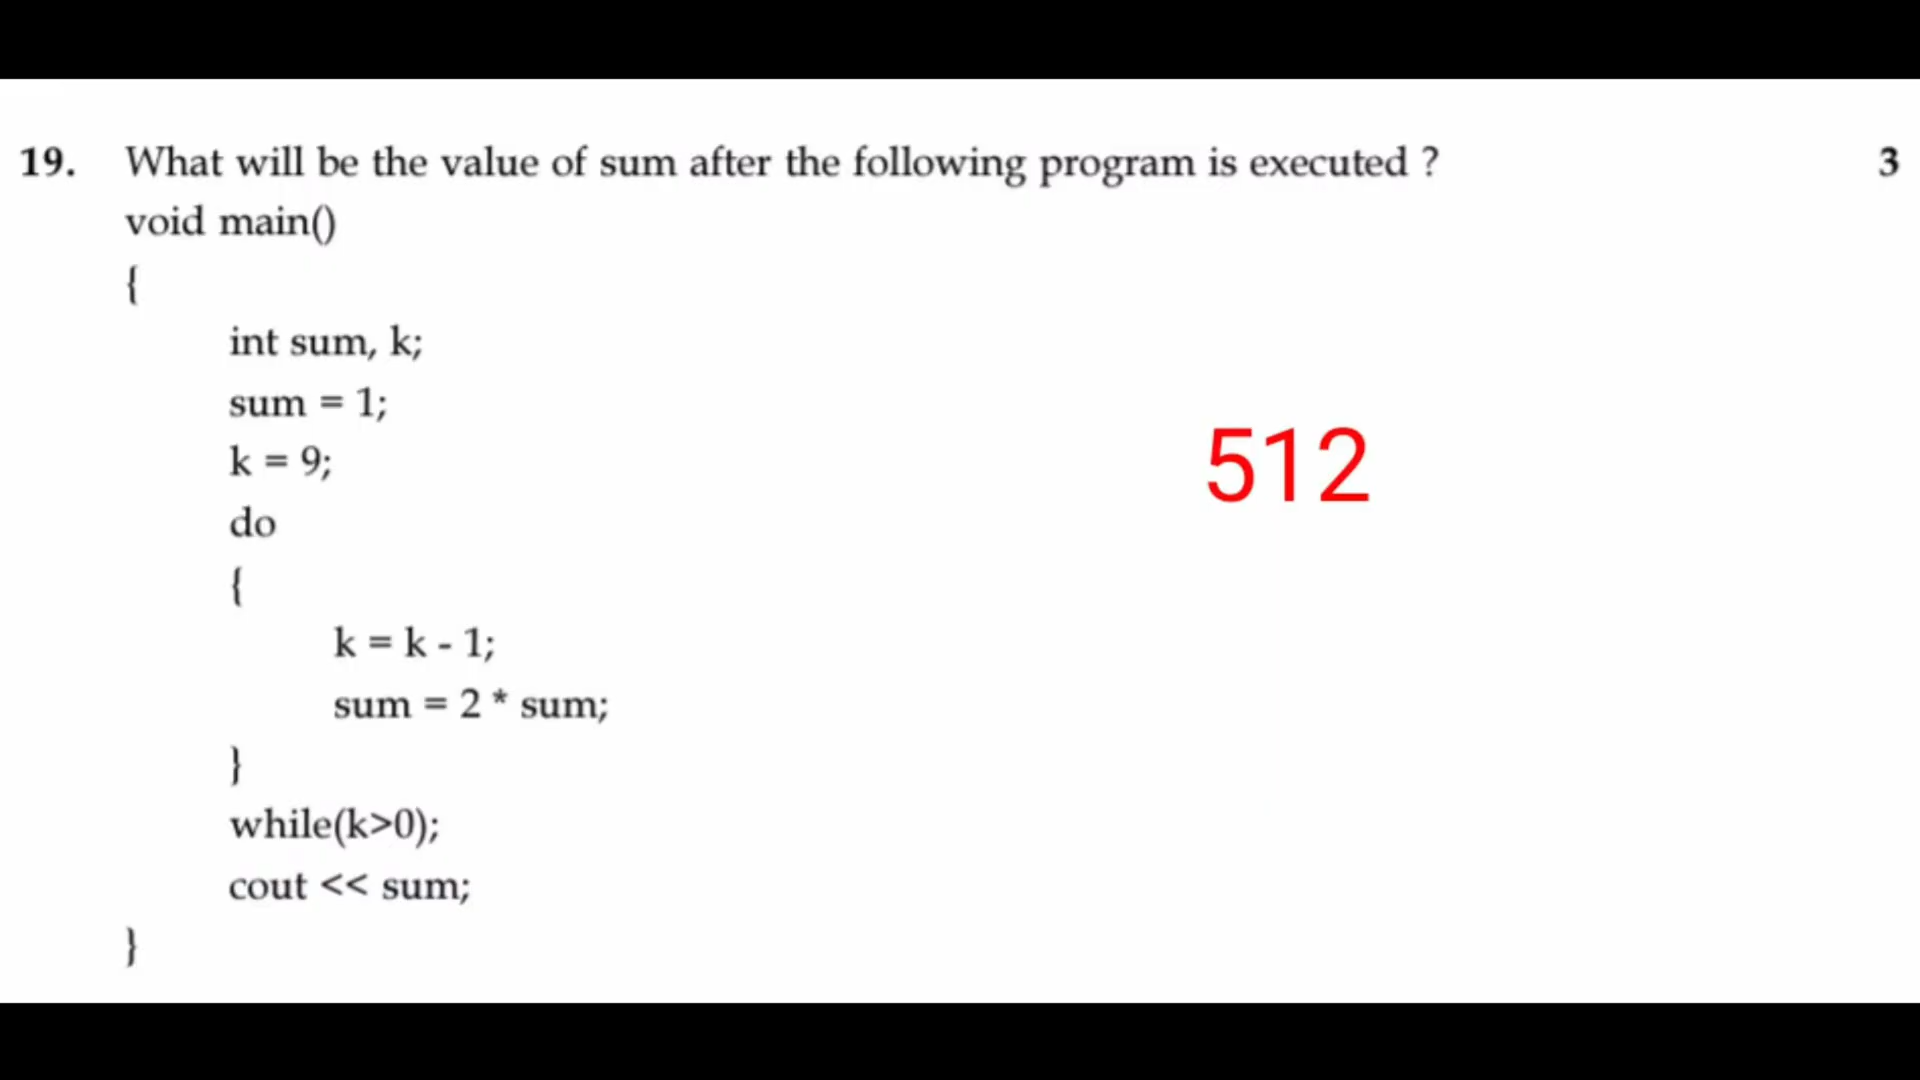 19. What will be the value of sum after the following program is executed ? 3
void main()
{
int sum, k;
sum = 1;
k = 9;
512
do
{
k = k - 1;
sum = 2 * sum;
}
while(k>0);
cout << sum;
}